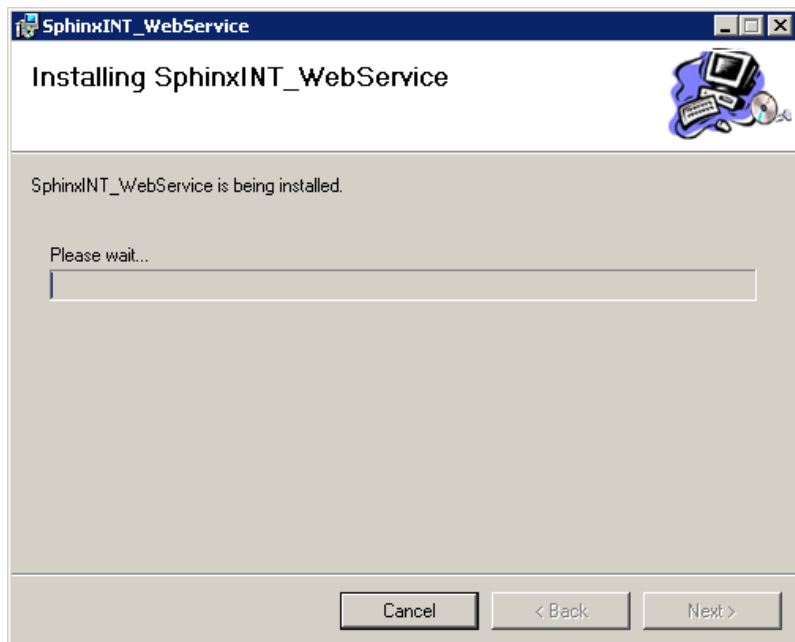 SphinxINT_WebService
Installing SphinxINT_WebService
SphinxINT_WebService is being installed.
Please wait...
Cancel
< Back
Next >